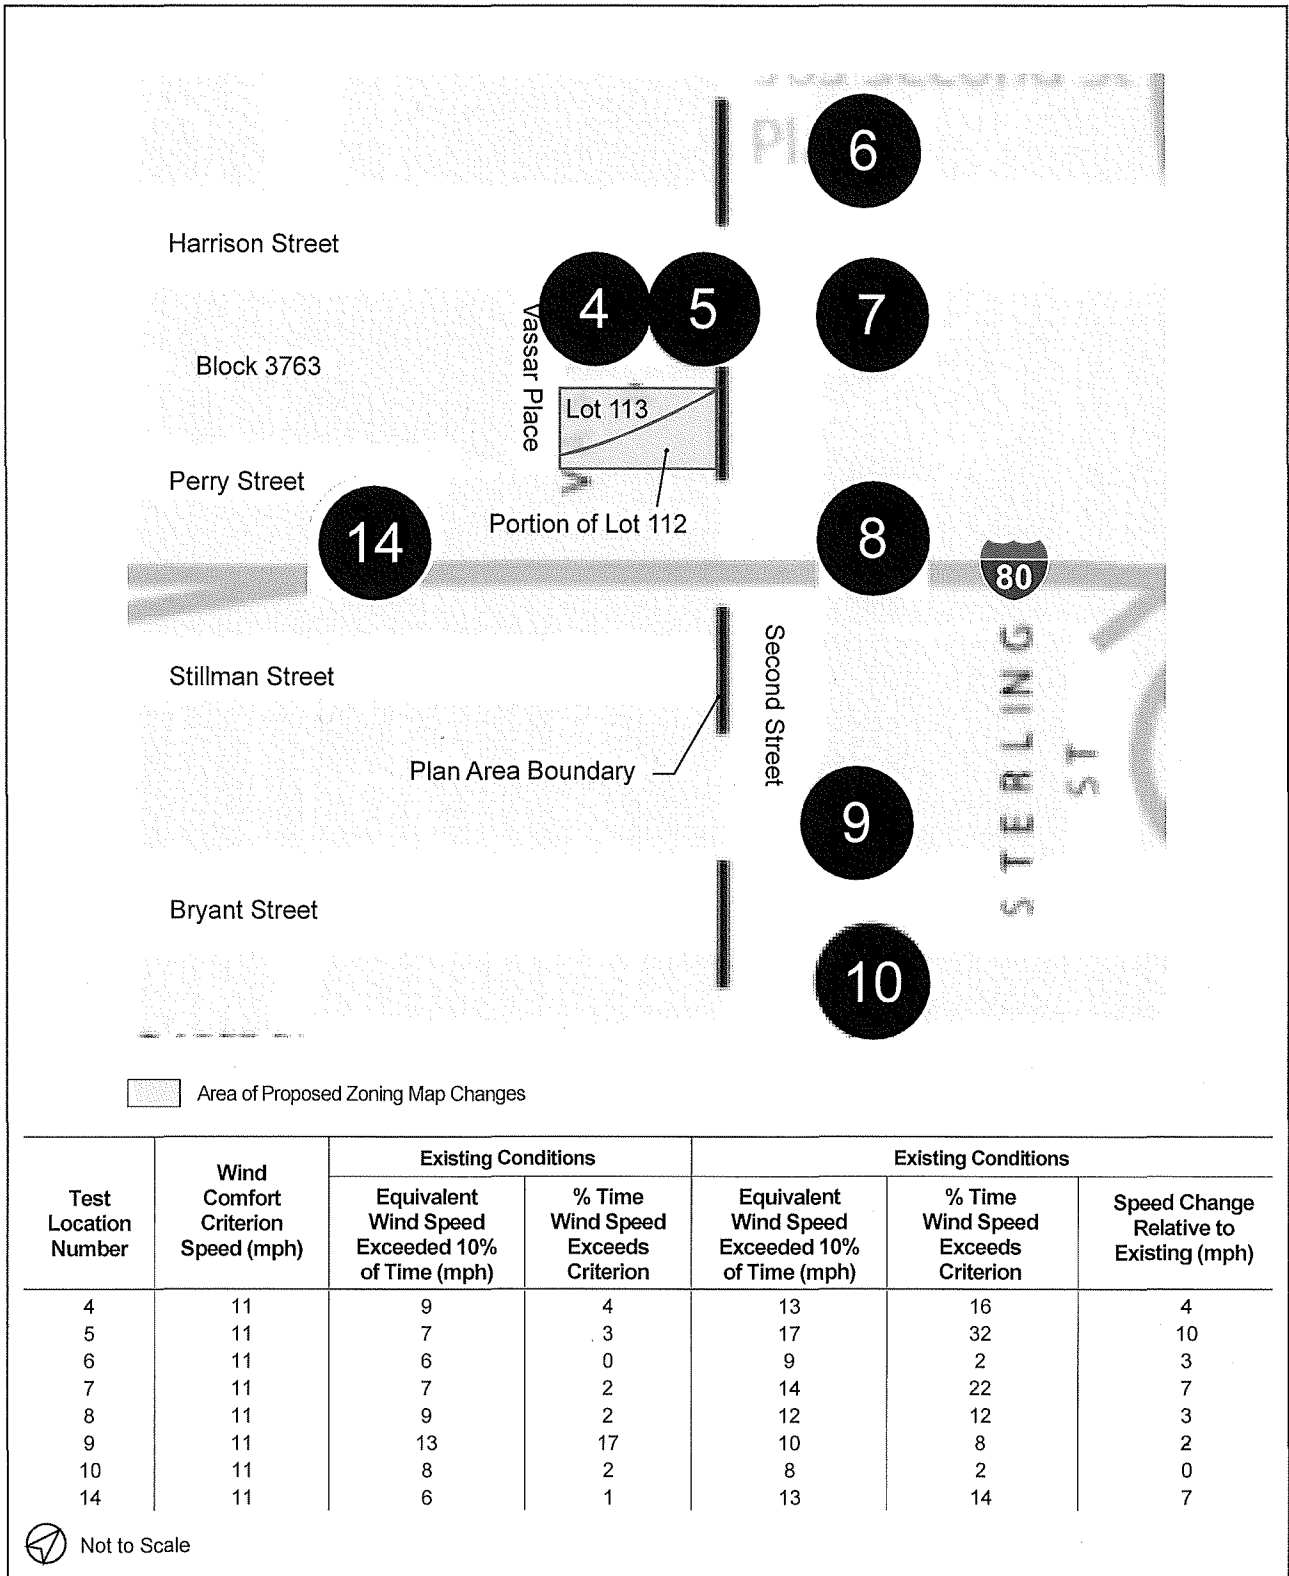 Pl
6
Harrison Street
4
5
7
Vassar Place
Block 3763
Lot 113
Perry Street
Portion of Lot 112
14
8
80
Second Street
STERLING
ST
Stillman Street
Plan Area Boundary
9
Bryant Street
10
Area of Proposed Zoning Map Changes
Existing Conditions Existing Conditions
Test Location Number
Wind Comfort Criterion Speed (mph)
Equivalent Wind Speed Exceeded 10% of Time (mph)
% Time Wind Speed Exceeds Criterion
Equivalent Wind Speed Exceeded 10% of Time (mph)
% Time Wind Speed Exceeds Criterion
Speed Change Relative to Existing (mph)
4 11 9 4 13 16 4
5 11 7 3 17 32 10
6 11 6 0 9 2 3
7 11 7 2 14 22 7
8 11 9 2 12 12 3
9 11 13 17 10 8 2
10 11 8 2 8 2 0
14 11 6 1 13 14 7
Not to Scale